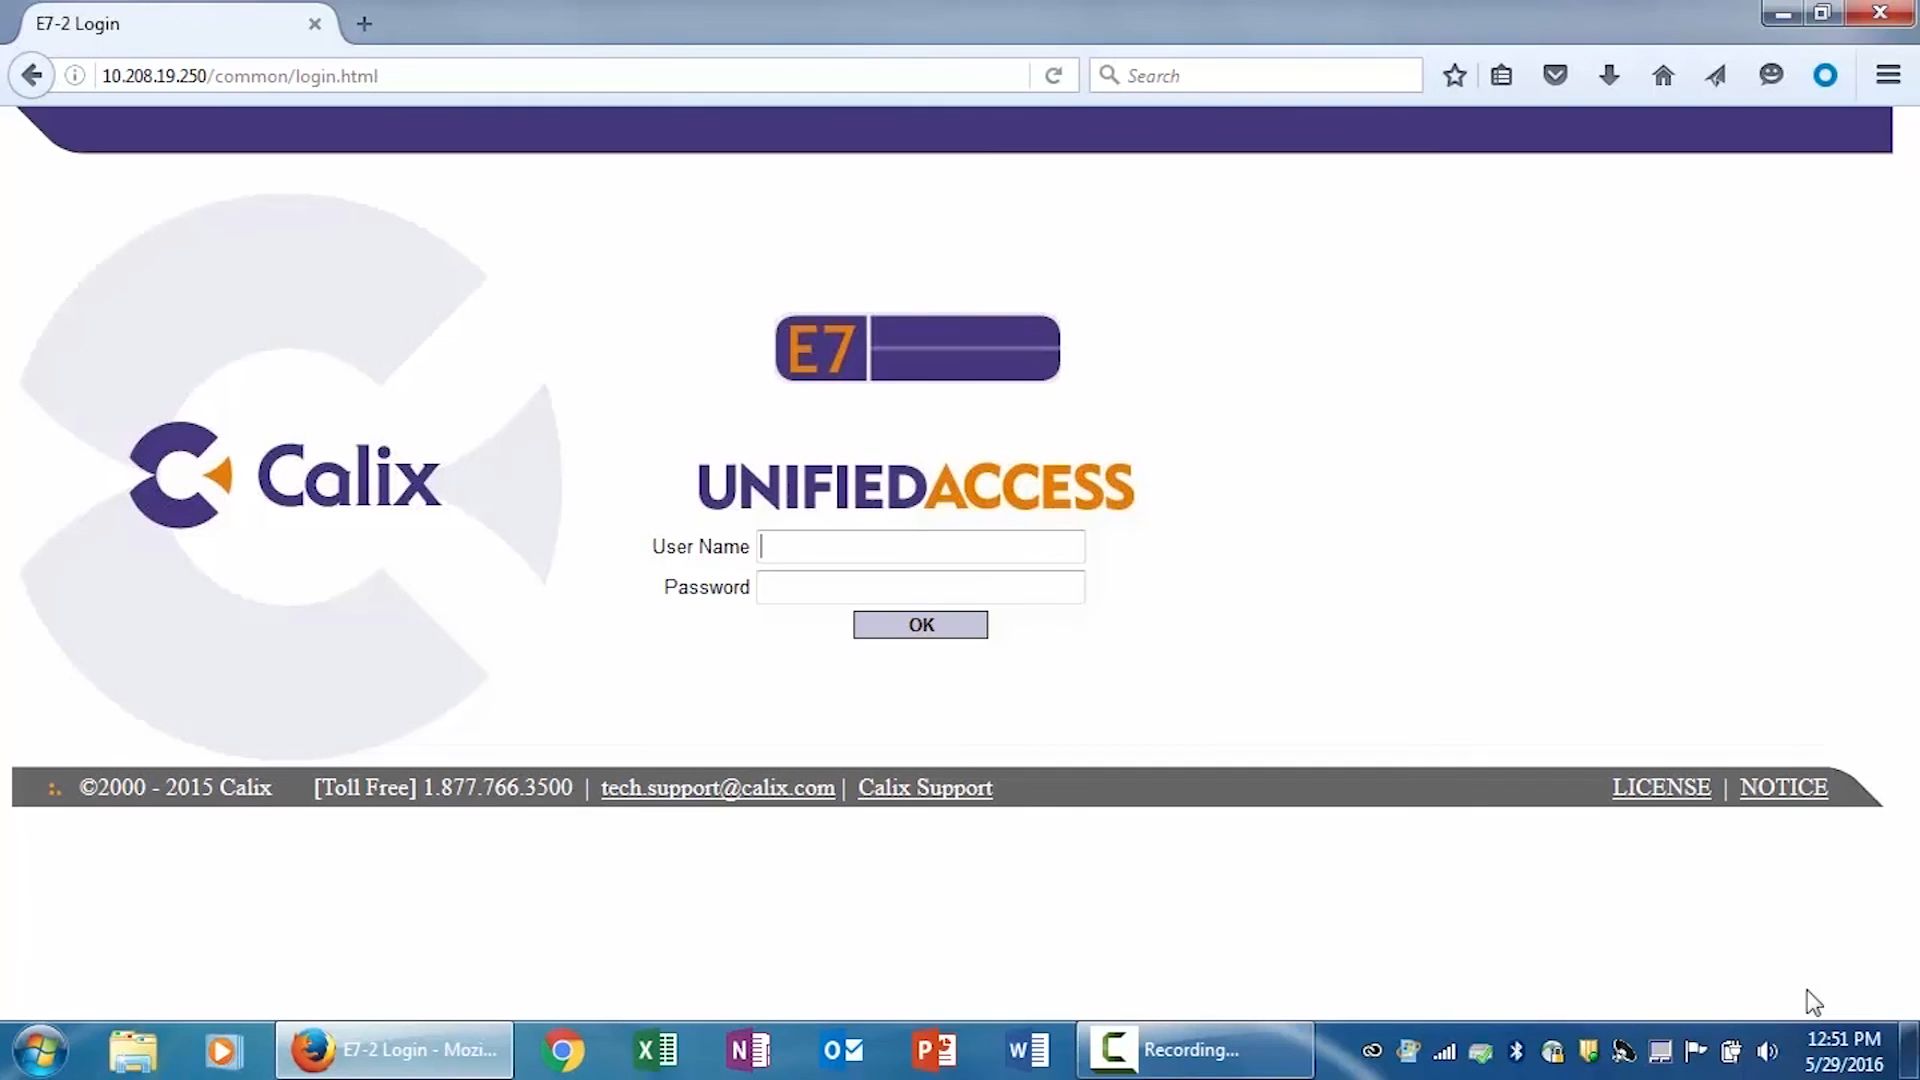 E7-2 Login
10.208.19.250/common/login.html
Search
E7
Calix
UNIFIEDACCESS
User Name
Password
OK
©2000 - 2015 Calix [Toll Free] 1.877.766.3500 | tech.support@calix.com | Calix Support LICENSE | NOTICE
E7-2 Login - Mozi...
Recording...
12:51 PM
5/29/2016